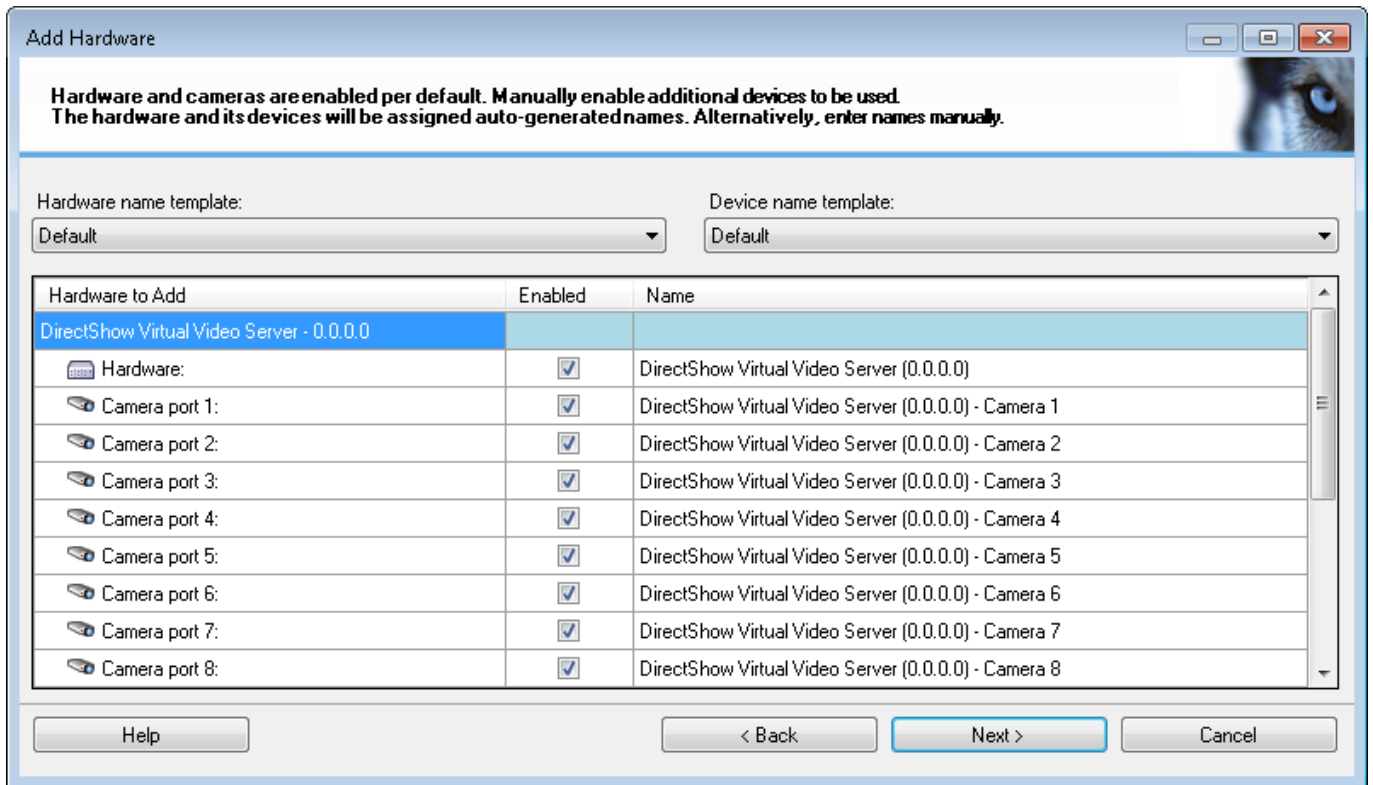 Add Hardware
Hardware and cameras are enabled per default. Manually enable additional devices to be used.
The hardware and its devices will be assigned auto-generated names. Alternatively, enter names manually.
Hardware name template: Device name template:
Default Default
Hardware to Add Enabled Name
DirectShow Virtual Video Server - 0.0.0.0
Hardware: DirectShow Virtual Video Server (0.0.0.0)
Camera port 1: DirectShow Virtual Video Server (0.0.0.0) - Camera 1
Camera port 2: DirectShow Virtual Video Server (0.0.0.0) - Camera 2
Camera port 3: DirectShow Virtual Video Server (0.0.0.0) - Camera 3
Camera port 4: DirectShow Virtual Video Server (0.0.0.0) - Camera 4
Camera port 5: DirectShow Virtual Video Server (0.0.0.0) - Camera 5
Camera port 6: DirectShow Virtual Video Server (0.0.0.0) - Camera 6
Camera port 7: DirectShow Virtual Video Server (0.0.0.0) - Camera 7
Camera port 8: DirectShow Virtual Video Server (0.0.0.0) - Camera 8
Help < Back Next > Cancel